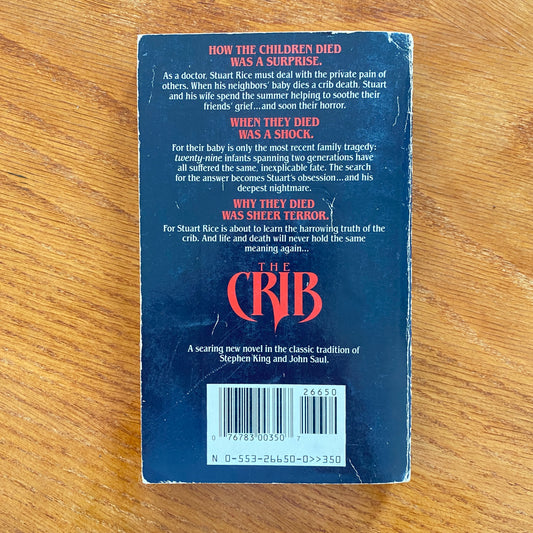 HOW THE CHILDREN DIED
WAS A SURPRISE.
As a doctor, Stuart Rice must deal with the private pain of
others. When his neighbors' baby dies a crib death, Stuart
and his wife spend the summer helping to soothe their
friends' grief...and soon their horror.
WHEN THEY DIED
WAS A SHOCK.
For their baby is only the most recent family tragedy:
twenty-nine infants spanning two generations have
all suffered the same, inexplicable fate. The search
for the answer becomes Stuart's obsession...and his
deepest nightmare.
WHY THEY DIED
WAS SHEER TERROR.
For Stuart Rice is about to learn the harrowing truth of the
crib. And life and death will never hold the same
meaning again...
THE
CRIB
A searing new novel in the classic tradition of
Stephen King and John Saul.
26650
0 76783 00350 7
N 0-553-26650-0>>350